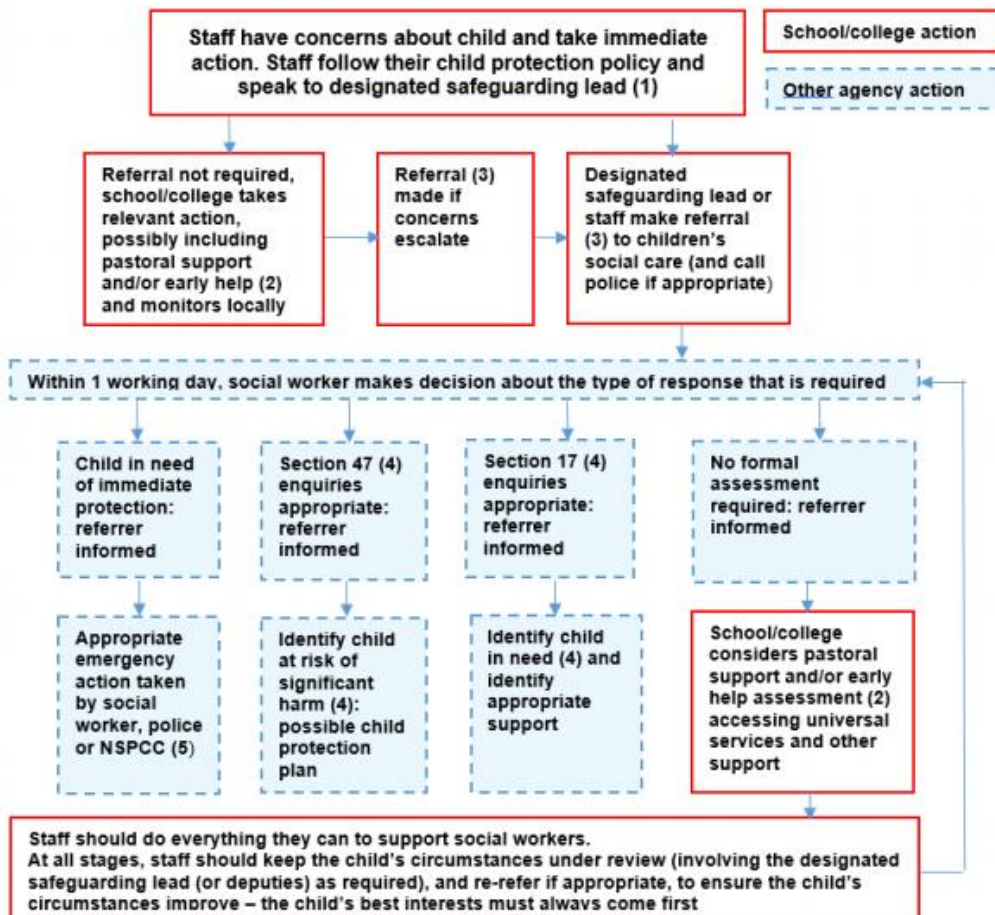 Staff have concerns about child and take immediate
action. Staff follow their child protection policy and
speak to designated safeguarding lead (1)
School/college action
Other agency action
Referral not required,
school/college takes
relevant action,
possibly including
pastoral support
and/or early help (2)
and monitors locally
Referral (3)
made if
concerns
escalate
Designated
safeguarding lead or
staff make referral
(3) to children's
social care (and call
police if appropriate)
Within 1 working day, social worker makes decision about the type of response that is required
Child in need
of immediate
protection:
referrer
informed
Section 47 (4)
enquiries
appropriate:
referrer
informed
Section 17 (4)
enquiries
appropriate:
referrer
informed
No formal
assessment
required: referrer
informed
Appropriate
emergency
action taken
by social
worker, police
or NSPCC (5)
Identify child
at risk of
significant
harm (4):
possible child
protection
plan
Identify child
in need (4) and
identify
appropriate
support
School/college
considers pastoral
support and/or early
help assessment (2)
accessing universal
services and other
support
Staff should do everything they can to support social workers.
At all stages, staff should keep the child's circumstances under review (involving the designated
safeguarding lead (or deputies) as required), and re-refer if appropriate, to ensure the child's
circumstances improve – the child's best interests must always come first